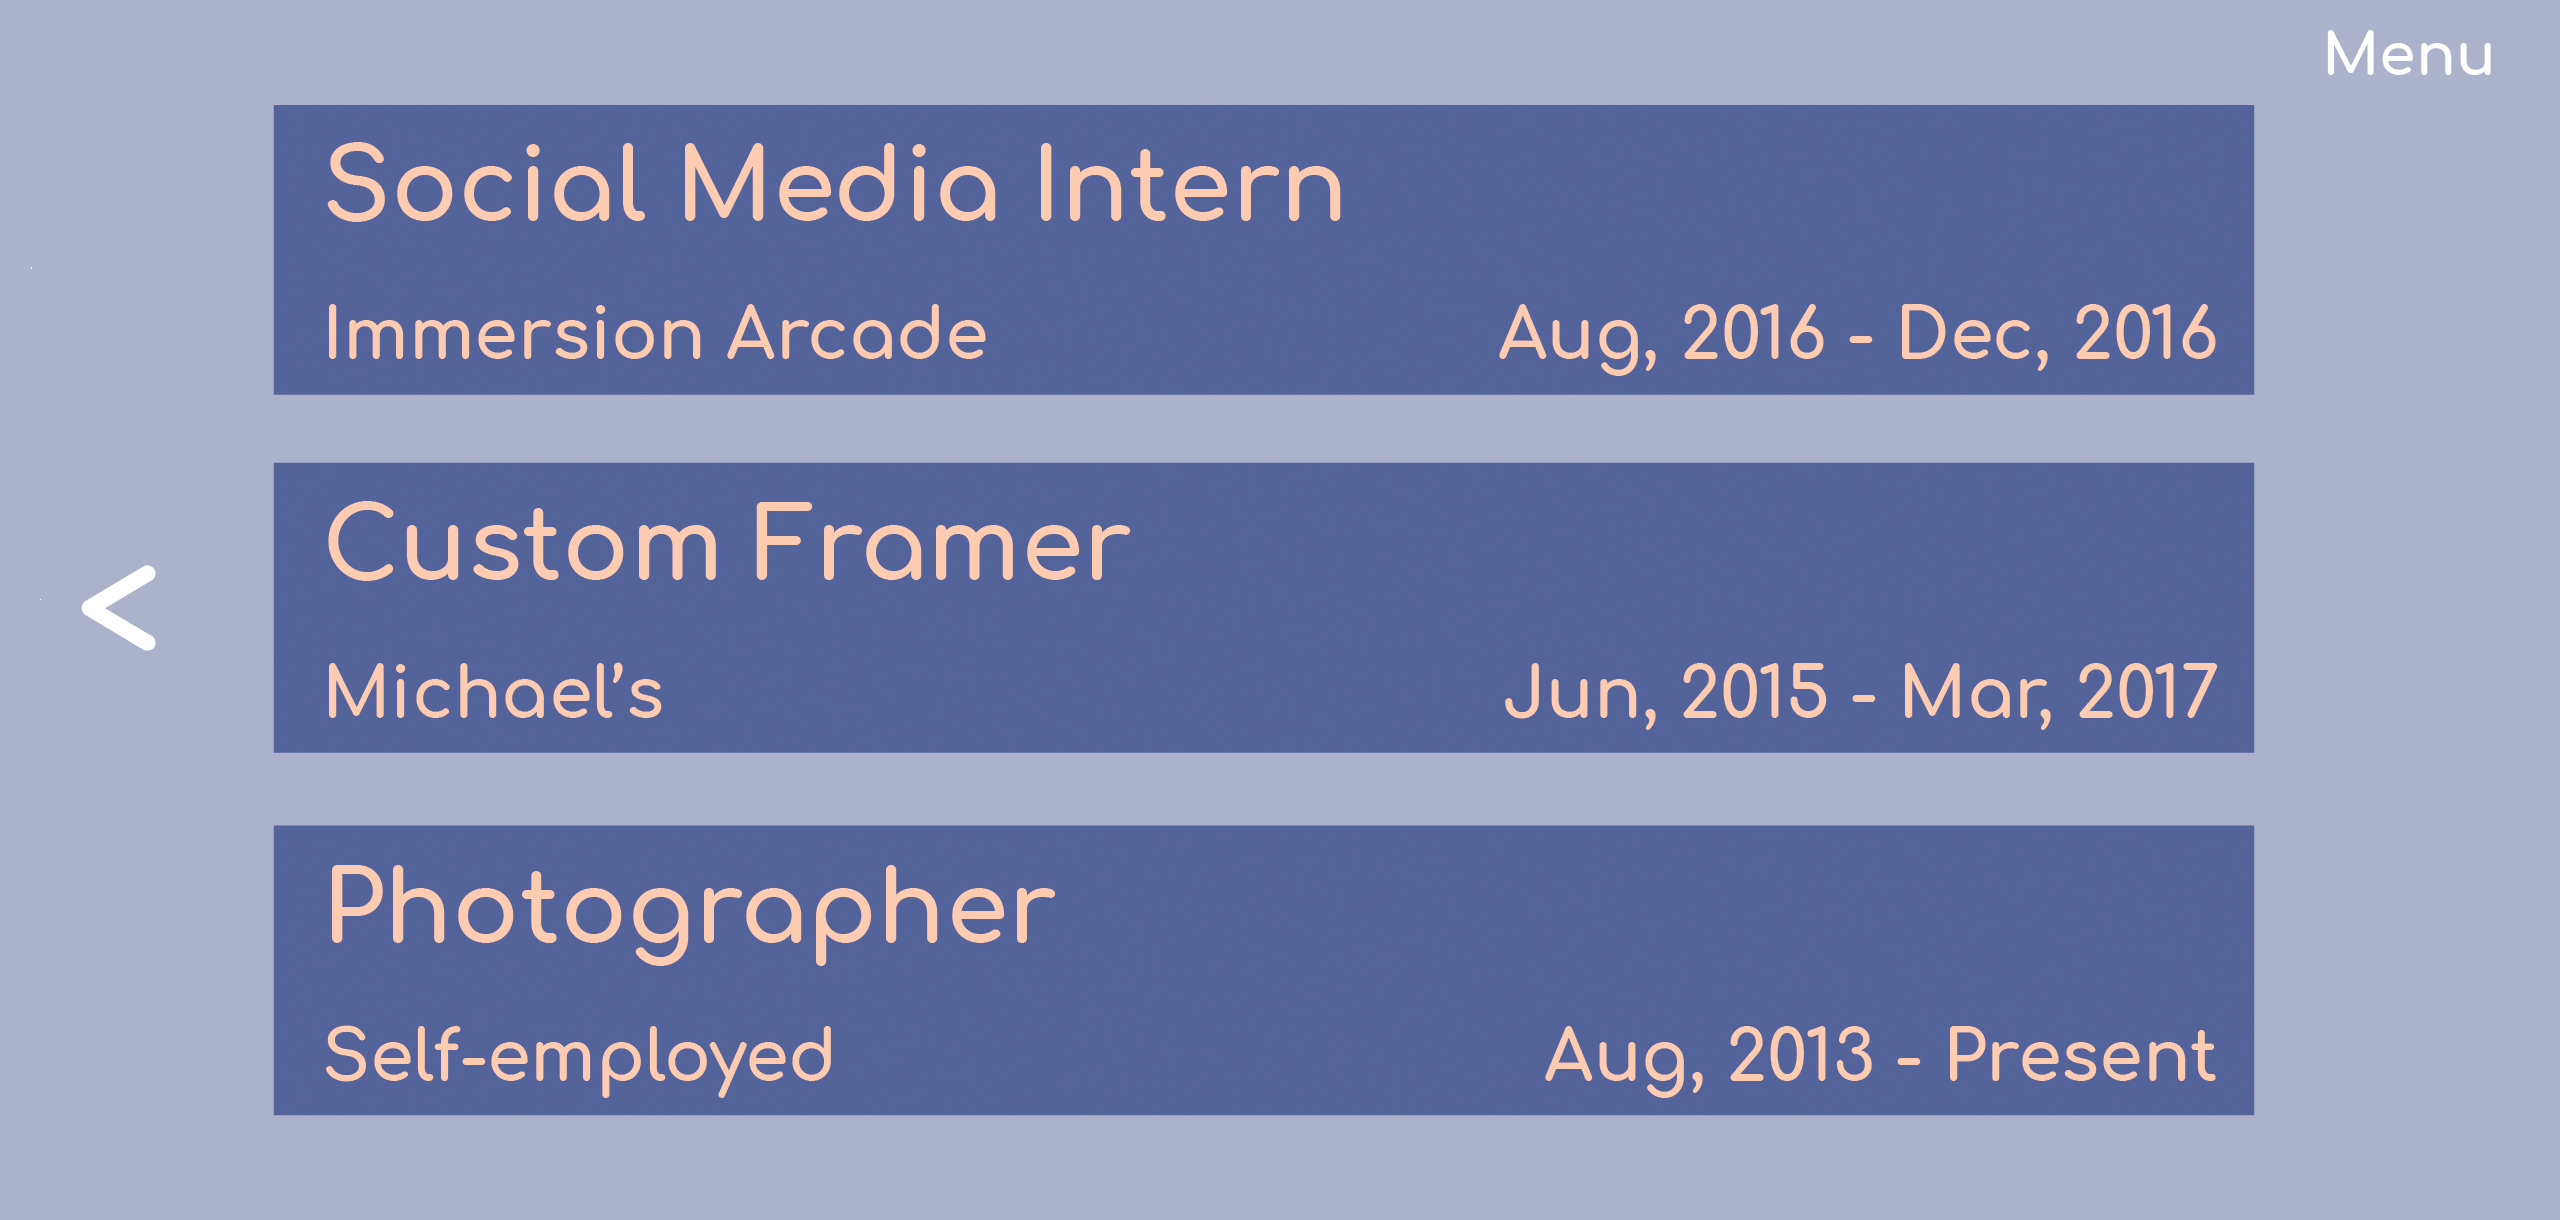 Menu
Social Media Intern
Immersion Arcade Aug, 2016 - Dec, 2016
<
Custom Framer
Michael’s Jun, 2015 - Mar, 2017
Photographer
Self-employed Aug, 2013 - Present